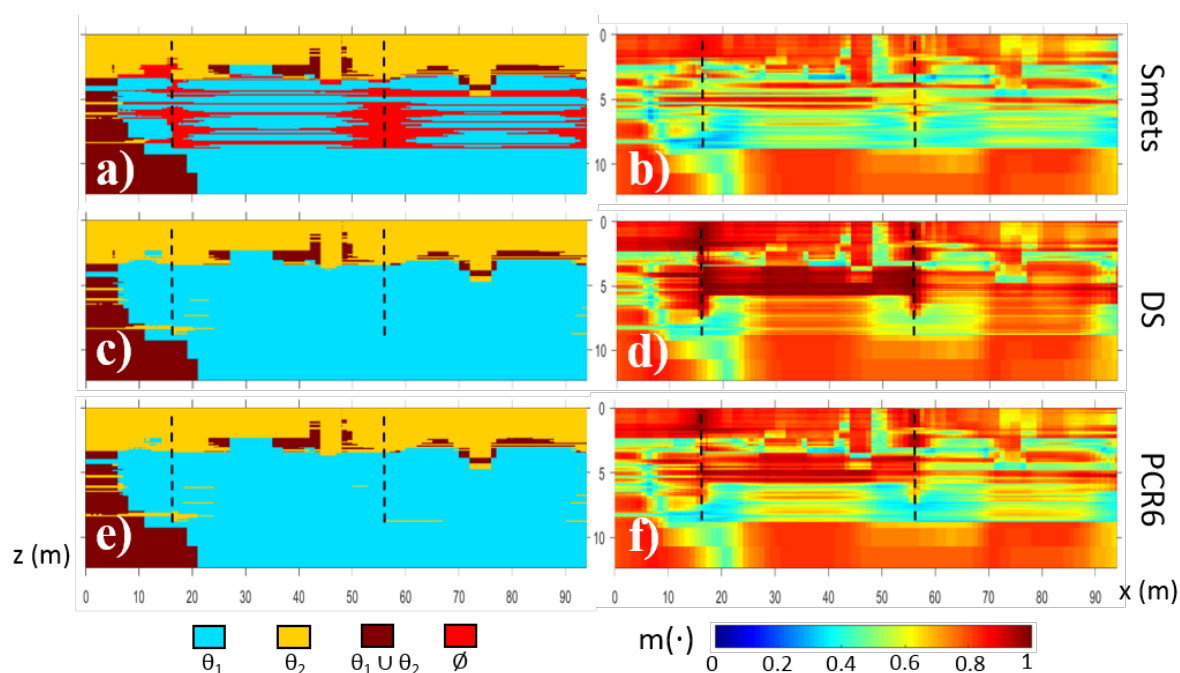 0
5
10
a)
b)
Smets
0
5
10
c)
d)
DS
0
5
10
e)
f)
PCR6
z (m)
0 10 20 30 40 50 60 70 80 90
0 10 20 30 40 50 60 70 80 90
x (m)
θ₁ θ₂ θ₁ ∪ θ₂ Ø
m(·)
0 0.2 0.4 0.6 0.8 1